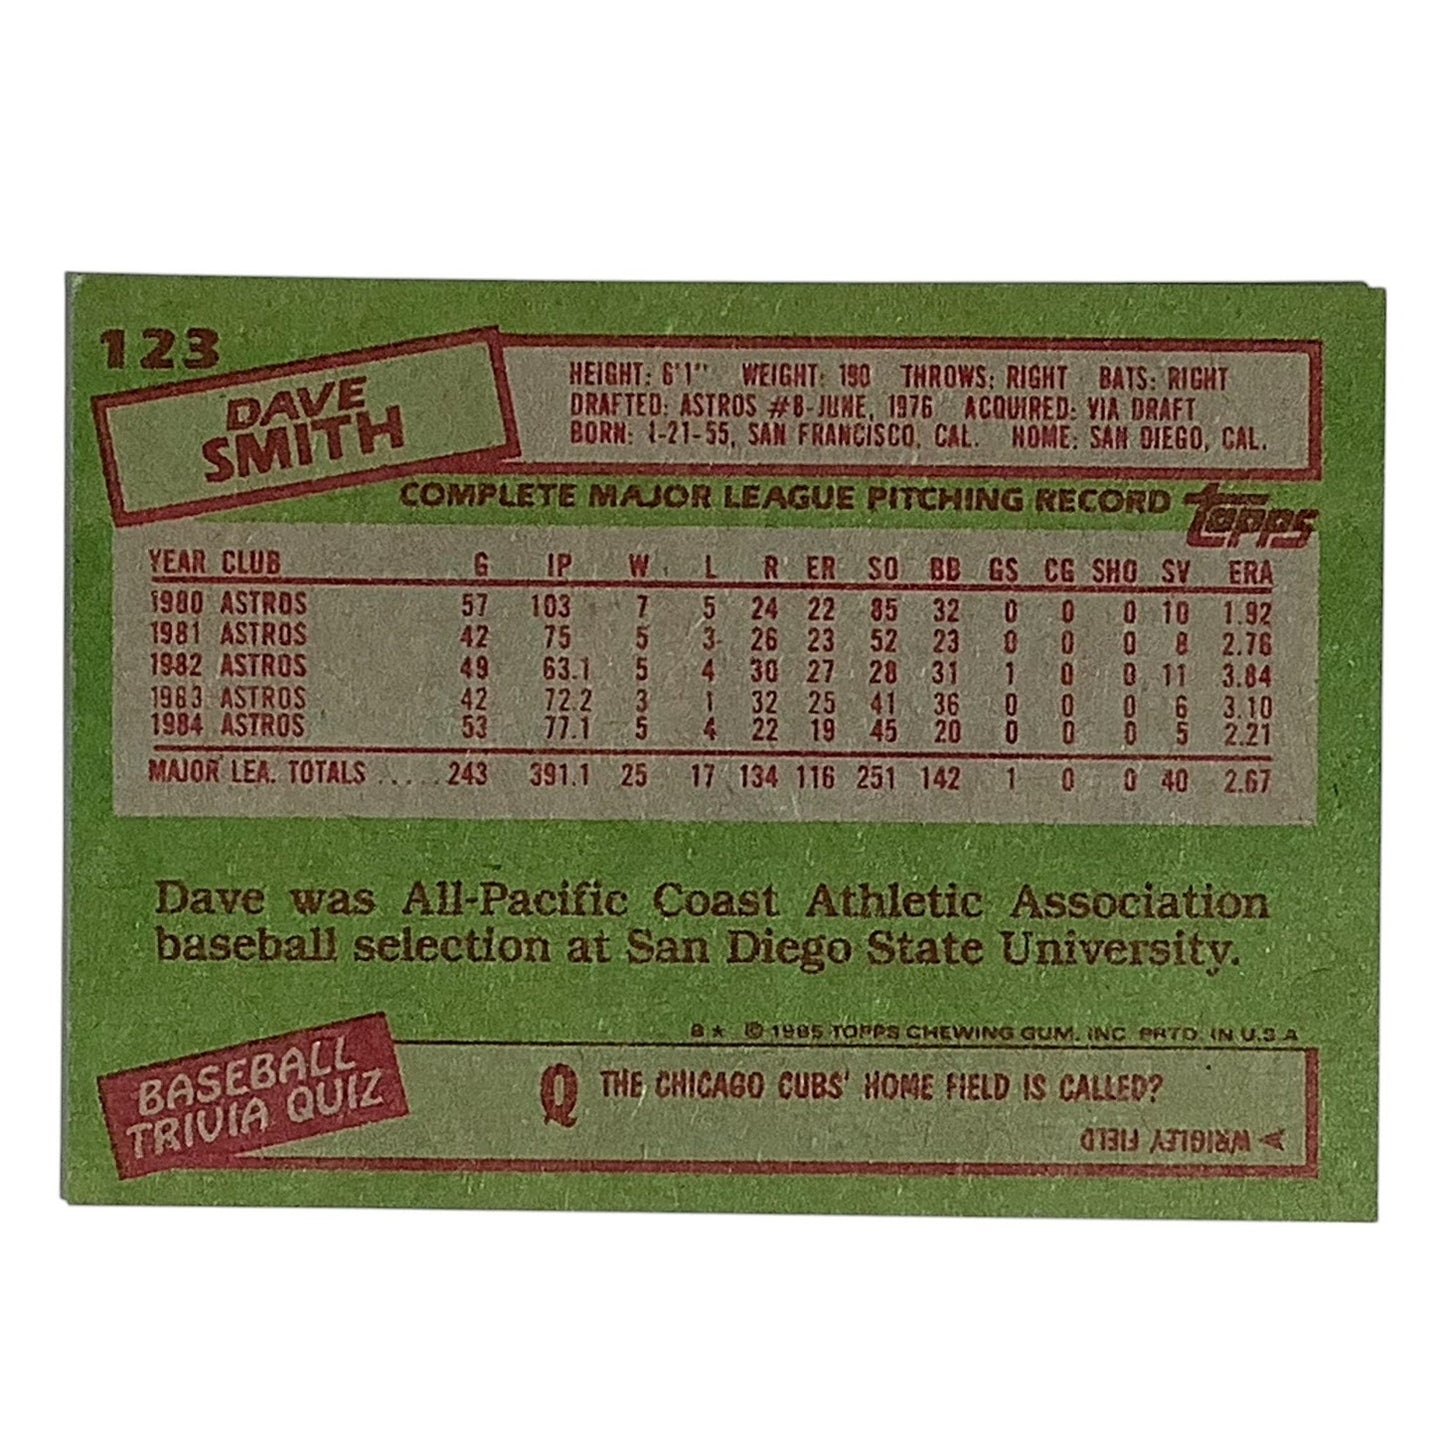 123
DAVE
SMITH
HEIGHT: 6'1" WEIGHT: 190 THROWS: RIGHT BATS: RIGHT
DRAFTED: ASTROS #8-JUNE, 1976 ACQUIRED: VIA DRAFT
BORN: 1-21-55, SAN FRANCISCO, CAL. HOME: SAN DIEGO, CAL.
COMPLETE MAJOR LEAGUE PITCHING RECORD
topps
YEAR CLUB G IP W L R ER SO BB GS CG SHO SV ERA
1980 ASTROS 57 103 7 5 24 22 85 32 0 0 0 10 1.92
1981 ASTROS 42 75 5 3 26 23 52 23 0 0 0 8 2.76
1982 ASTROS 49 63.1 5 4 30 27 28 31 1 0 0 11 3.84
1983 ASTROS 42 72.2 3 1 32 25 41 36 0 0 0 6 3.10
1984 ASTROS 53 77.1 5 4 22 19 45 20 0 0 0 5 2.21
MAJOR LEA. TOTALS ..... 243 391.1 25 17 134 116 251 142 1 0 0 40 2.67
Dave was All-Pacific Coast Athletic Association
baseball selection at San Diego State University.
B* © 1985 TOPPS CHEWING GUM, INC. PRTD. IN U.S.A.
BASEBALL
TRIVIA QUIZ
Q THE CHICAGO CUBS' HOME FIELD IS CALLED?
A WRIGLEY FIELD